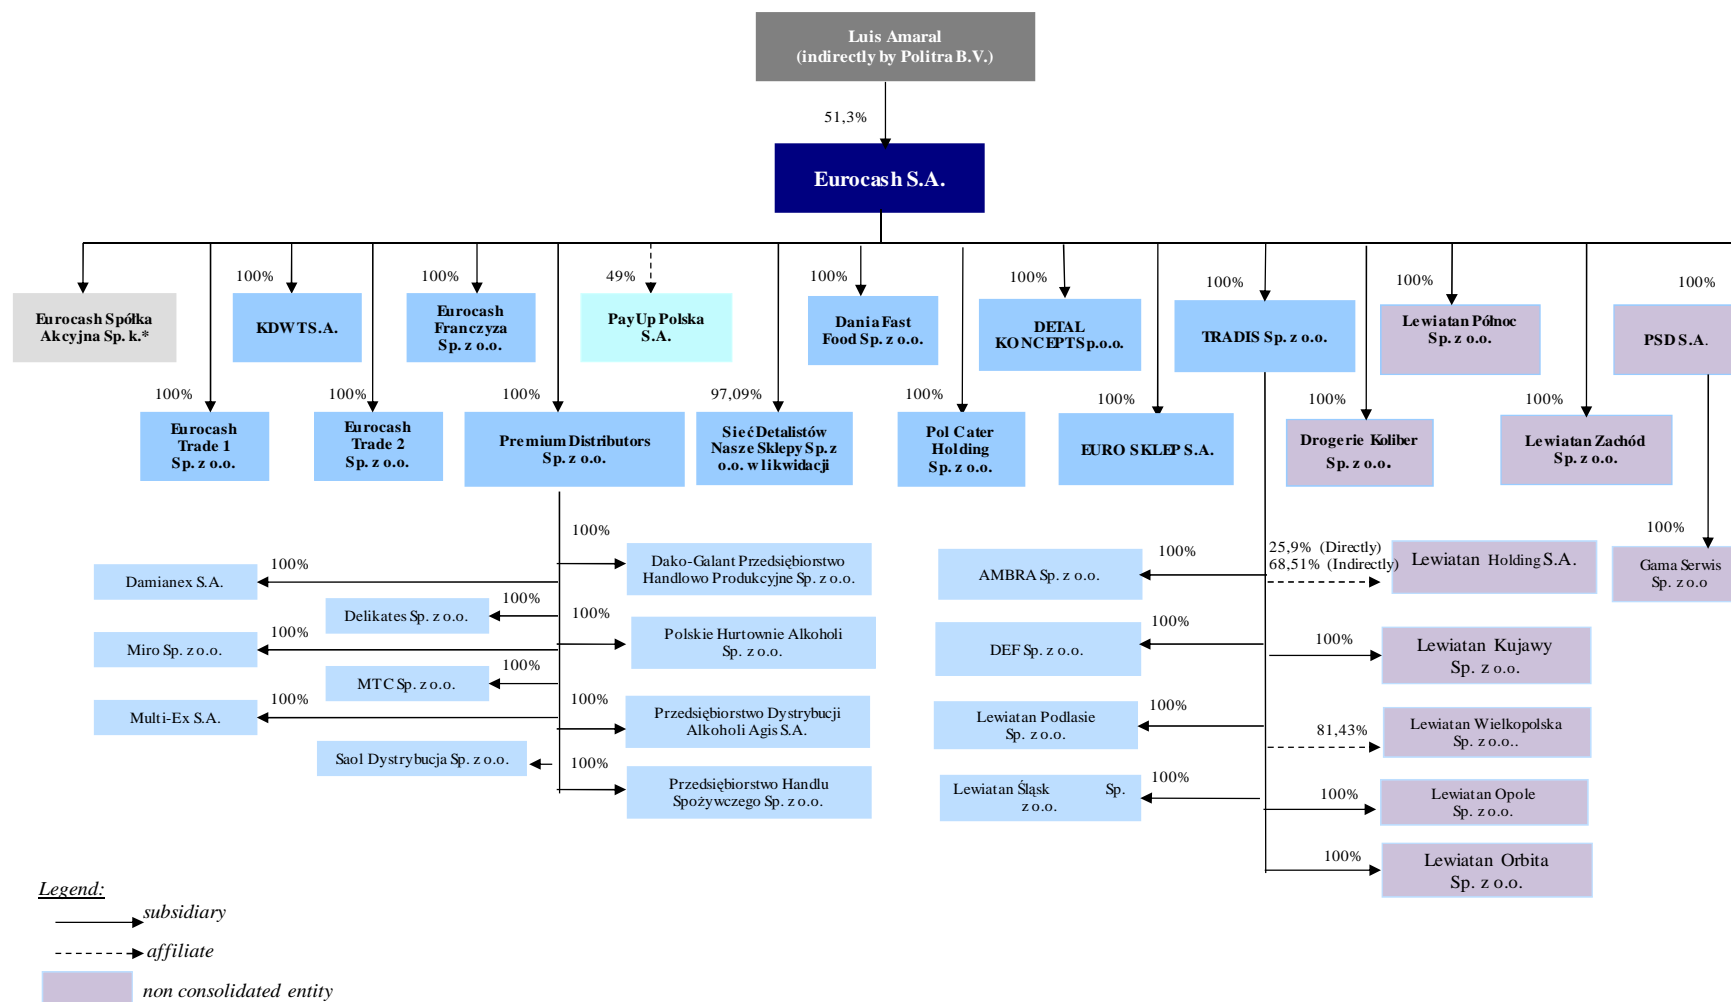 Luis Amaral
(indirectly by Politra B.V.)
51,3%
Eurocash S.A.
100%
100%
49%
100%
100%
100%
100%
100%
Eurocash Spółka
Akcyjna Sp. k.*
KDWT S.A.
Eurocash
Franczyza
Sp. z o.o.
PayUp Polska
S.A.
Dania Fast
Food Sp. z o.o.
DETAL
KONCEPT Sp.o.o.
TRADIS Sp. z o.o.
Lewiatan Północ
Sp. z o.o.
PSD S.A.
100%
100%
100%
97,09%
100%
100%
100%
100%
Eurocash
Trade 1
Sp. z o.o.
Eurocash
Trade 2
Sp. z o.o.
Premium Distributors
Sp. z o.o.
Sieć Detalistów
Nasze Sklepy Sp. z
o.o. w likwidacji
Pol Cater
Holding
Sp. z o.o.
EURO SKLEP S.A.
Drogerie Koliber
Sp. z o.o.
Lewiatan Zachód
Sp. z o.o.
100%
Dako-Galant Przedsiębiorstwo
Handlowo Produkcyjne Sp. z o.o.
100%
Damianex S.A.
100%
Delikates Sp. z o.o.
100%
Polskie Hurtownie Alkoholi
Sp. z o.o.
100%
Miro Sp. z o.o.
100%
MTC Sp. z o.o.
100%
Przedsiębiorstwo Dystrybucji
Alkoholi Agis S.A.
100%
Multi-Ex S.A.
Saol Dystrybucja Sp. z o.o.
100%
Przedsiębiorstwo Handlu
Spożywczego Sp. z o.o.
100%
AMBRA Sp. z o.o.
25,9% (Directly)
68,51% (Indirectly)
Lewiatan Holding S.A.
100%
Gama Serwis
Sp. z o.o
100%
DEF Sp. z o.o.
100%
Lewiatan Kujawy
Sp. z o.o.
100%
Lewiatan Podlasie
Sp. z o.o.
81,43%
Lewiatan Wielkopolska
Sp. z o.o..
100%
Lewiatan Śląsk Sp.
z o.o.
100%
Lewiatan Opole
Sp. z o.o.
100%
Lewiatan Orbita
Sp. z o.o.
Legend:
subsidiary
affiliate
non consolidated entity